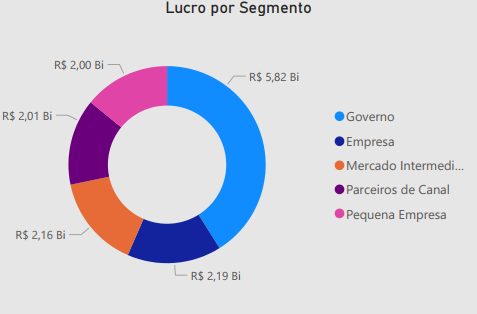 Lucro por Segmento
R$ 2,00 Bi
R$ 5,82 Bi
R$ 2,01 Bi
R$ 2,16 Bi
R$ 2,19 Bi
Governo
Empresa
Mercado Intermedi...
Parceiros de Canal
Pequena Empresa